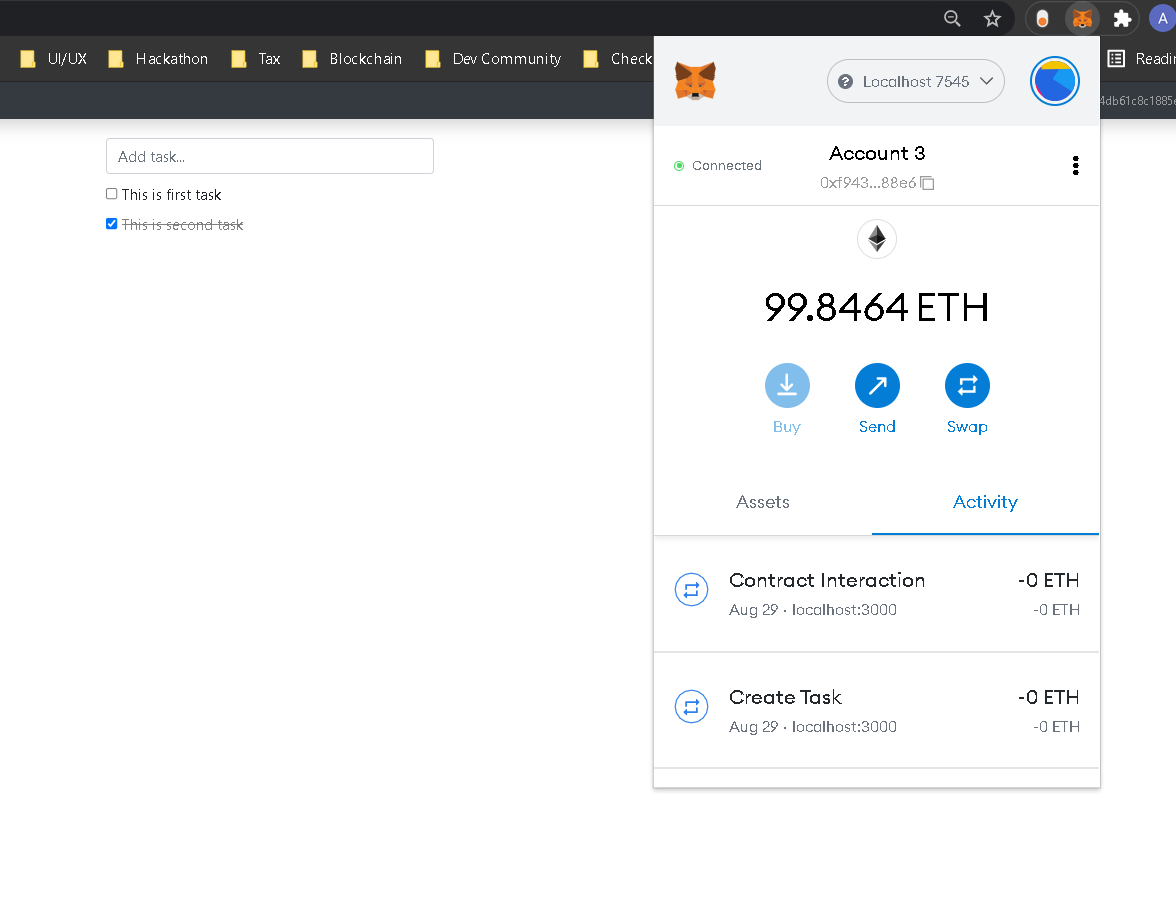 A
UI/UX Hackathon Tax Blockchain Dev Community Check
Localhost 7545
4db61c8c1885
Add task...
This is first task
This is second task
Connected
Account 3
0xf943...88e6
99.8464 ETH
Buy Send Swap
Assets Activity
Contract Interaction -0 ETH
Aug 29 · localhost:3000 -0 ETH
Create Task -0 ETH
Aug 29 · localhost:3000 -0 ETH